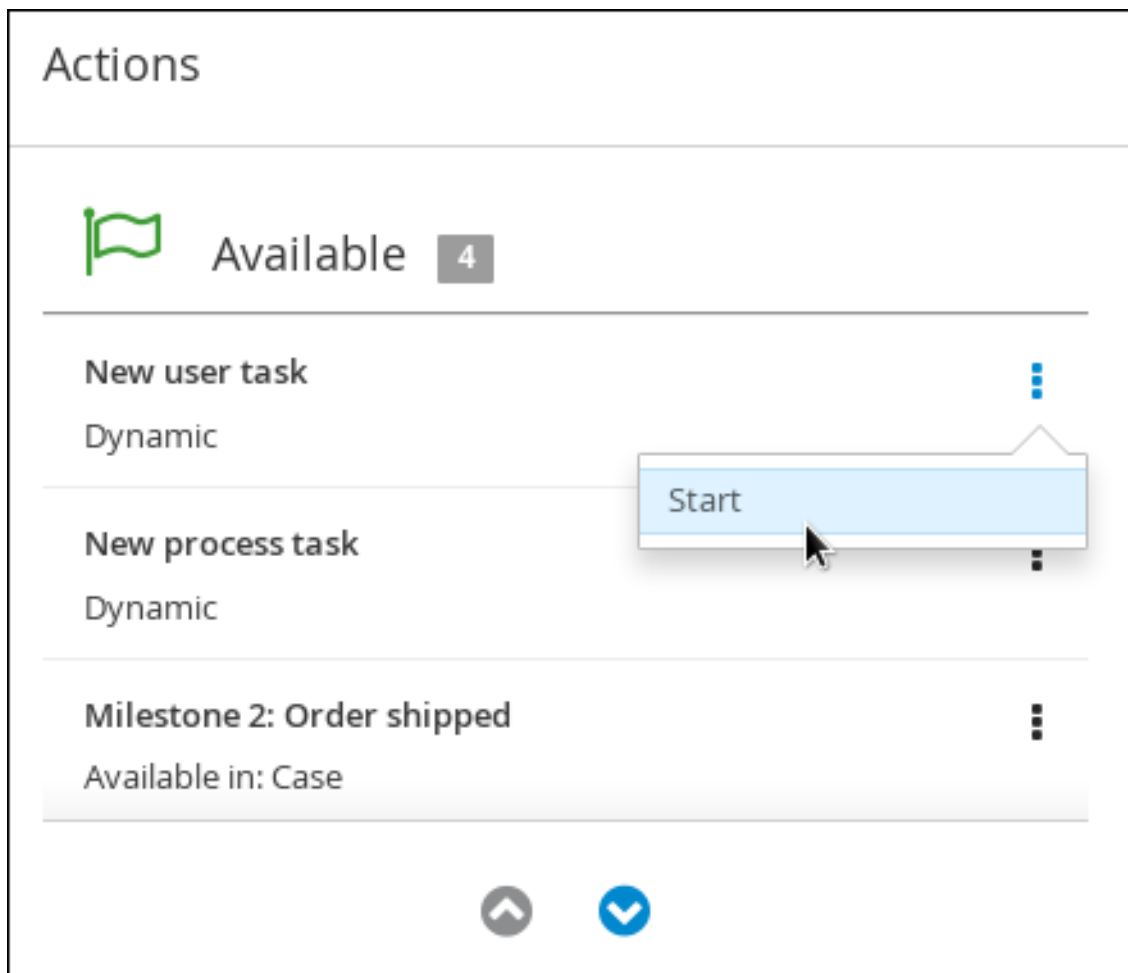 Actions
Available 4
New user task
Dynamic
Start
New process task
Dynamic
Milestone 2: Order shipped
Available in: Case